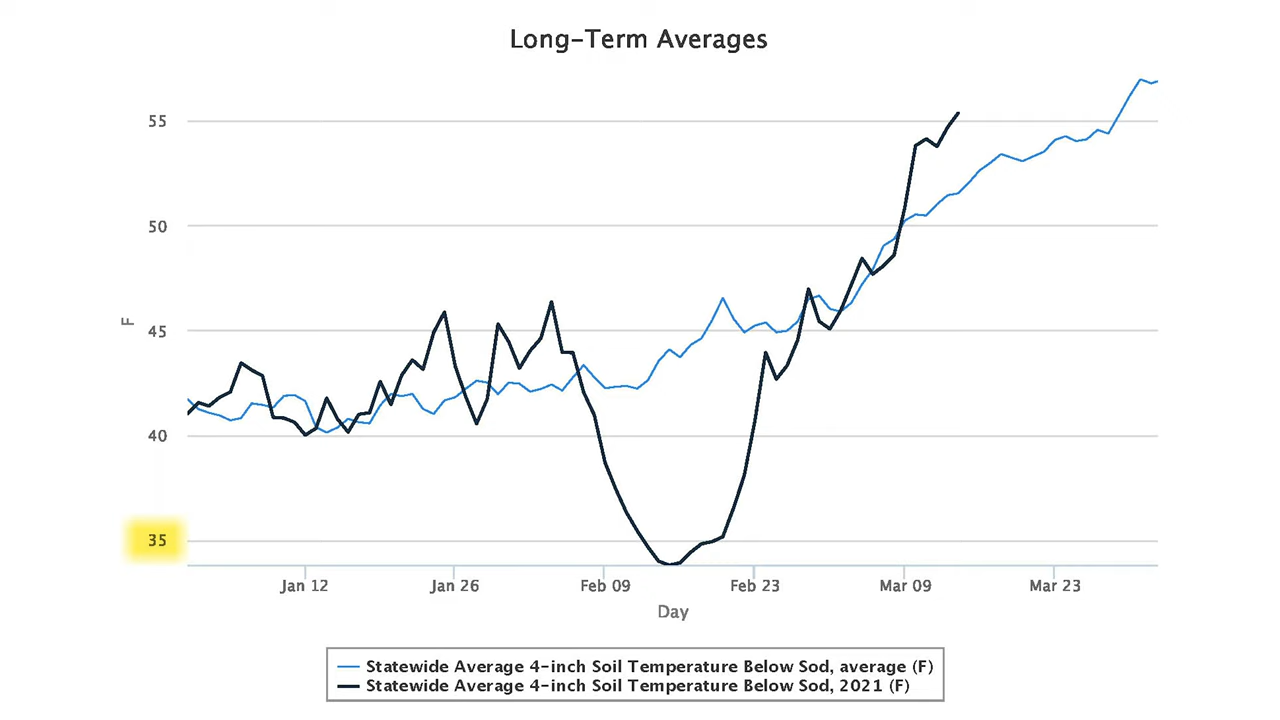 Long-Term Averages
55
50
45
40
35
F
Jan 12
Jan 26
Feb 09
Feb 23
Mar 09
Mar 23
Day
Statewide Average 4-inch Soil Temperature Below Sod, average (F)
Statewide Average 4-inch Soil Temperature Below Sod, 2021 (F)